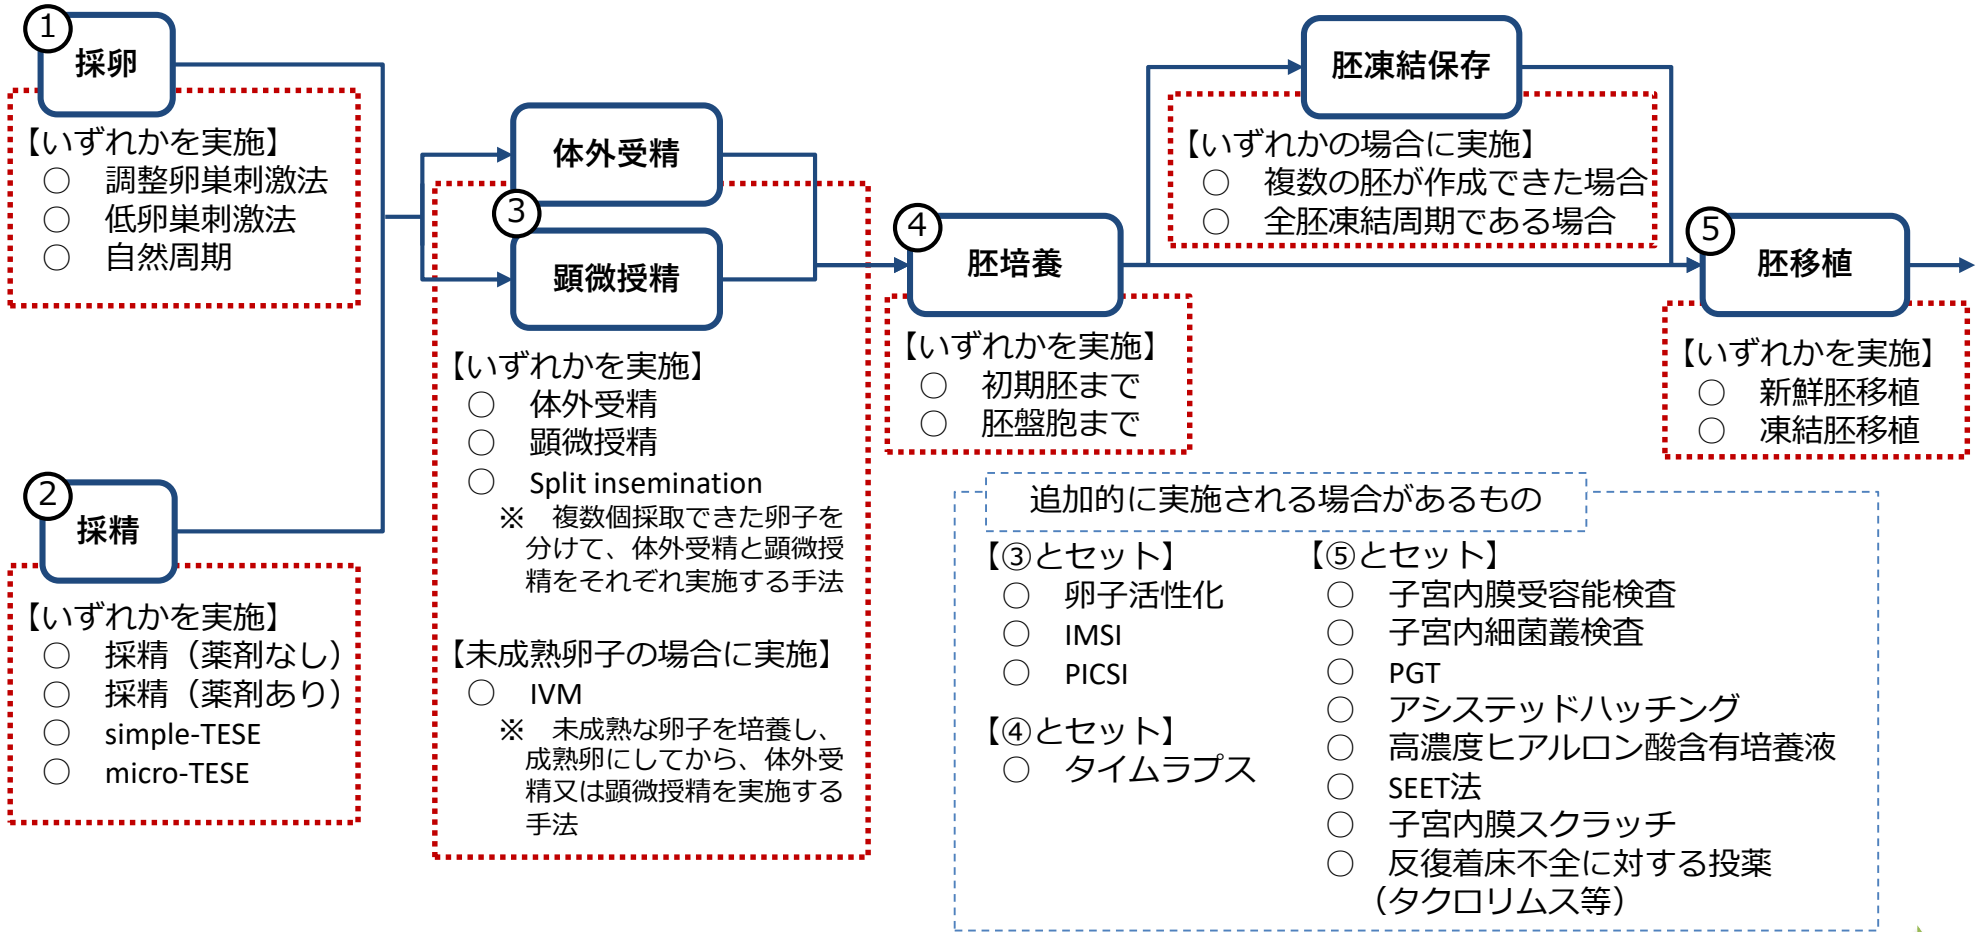 ①
採卵
【いずれかを実施】
○ 調整卵巣刺激法
○ 低卵巣刺激法
○ 自然周期
②
採精
【いずれかを実施】
○ 採精（薬剤なし）
○ 採精（薬剤あり）
○ simple-TESE
○ micro-TESE
体外受精
③
顕微授精
【いずれかを実施】
○ 体外受精
○ 顕微授精
○ Split insemination
※ 複数個採取できた卵子を
分けて、体外受精と顕微授
精をそれぞれ実施する手法
【未成熟卵子の場合に実施】
○ IVM
※ 未成熟な卵子を培養し、
成熟卵にしてから、体外受
精又は顕微授精を実施する
手法
④
胚培養
【いずれかを実施】
○ 初期胚まで
○ 胚盤胞まで
胚凍結保存
【いずれかの場合に実施】
○ 複数の胚が作成できた場合
○ 全胚凍結周期である場合
⑤
胚移植
【いずれかを実施】
○ 新鮮胚移植
○ 凍結胚移植
追加的に実施される場合があるもの
【③とセット】
○ 卵子活性化
○ IMSI
○ PICSI
【④とセット】
○ タイムラプス
【⑤とセット】
○ 子宮内膜受容能検査
○ 子宮内細菌叢検査
○ PGT
○ アシステッドハッチング
○ 高濃度ヒアルロン酸含有培養液
○ SEET法
○ 子宮内膜スクラッチ
○ 反復着床不全に対する投薬
（タクロリムス等）